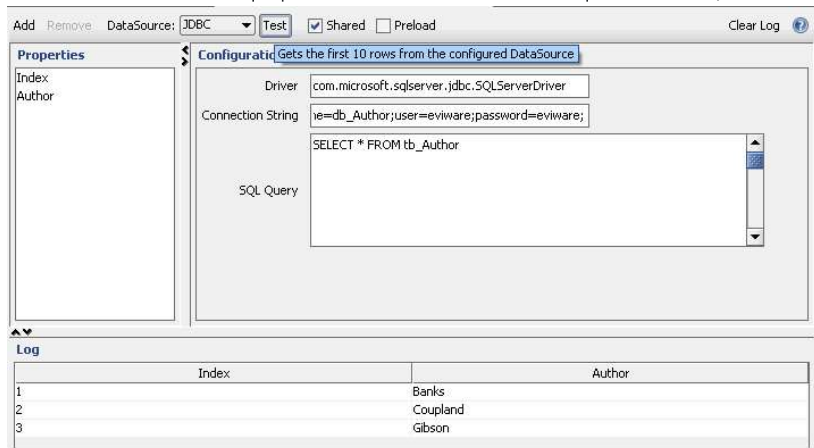 Add Remove DataSource: JDBC Test Shared Preload Clear Log
Properties
Configuratio Gets the first 10 rows from the configured DataSource
Index
Author
Driver com.microsoft.sqlserver.jdbc.SQLServerDriver
Connection String ne=db_Author;user=eviware;password=eviware;
SQL Query SELECT * FROM tb_Author
Log
Index Author
1 Banks
2 Coupland
3 Gibson